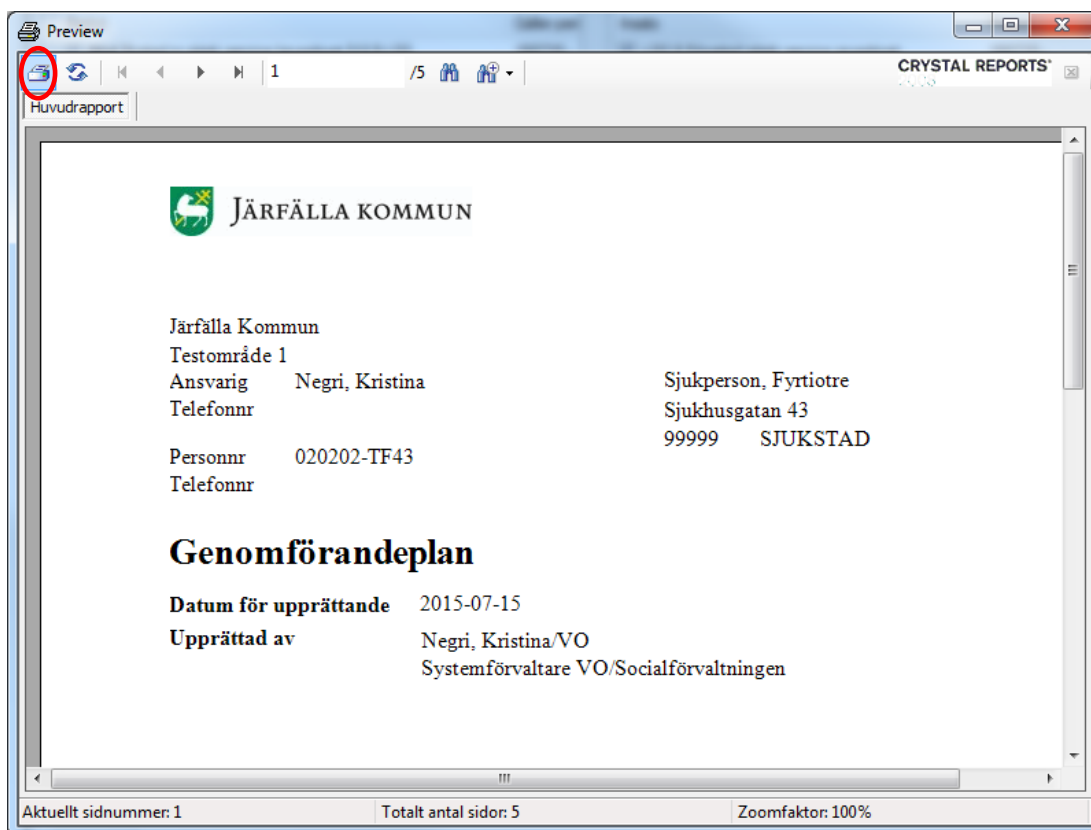 Preview
1 /5
CRYSTAL REPORTS
Huvudrapport
JÄRFÄLLA KOMMUN
Järfälla Kommun
Testområde 1
Ansvarig Negri, Kristina
Telefonnr
Sjukperson, Fyrtiotre
Sjukhusgatan 43
99999 SJUKSTAD
Personnr 020202-TF43
Telefonnr
Genomförandeplan
Datum för upprättande 2015-07-15
Upprättad av Negri, Kristina/VO
Systemförvaltare VO/Socialförvaltningen
Aktuellt sidnummer: 1 Totalt antal sidor: 5 Zoomfaktor: 100%